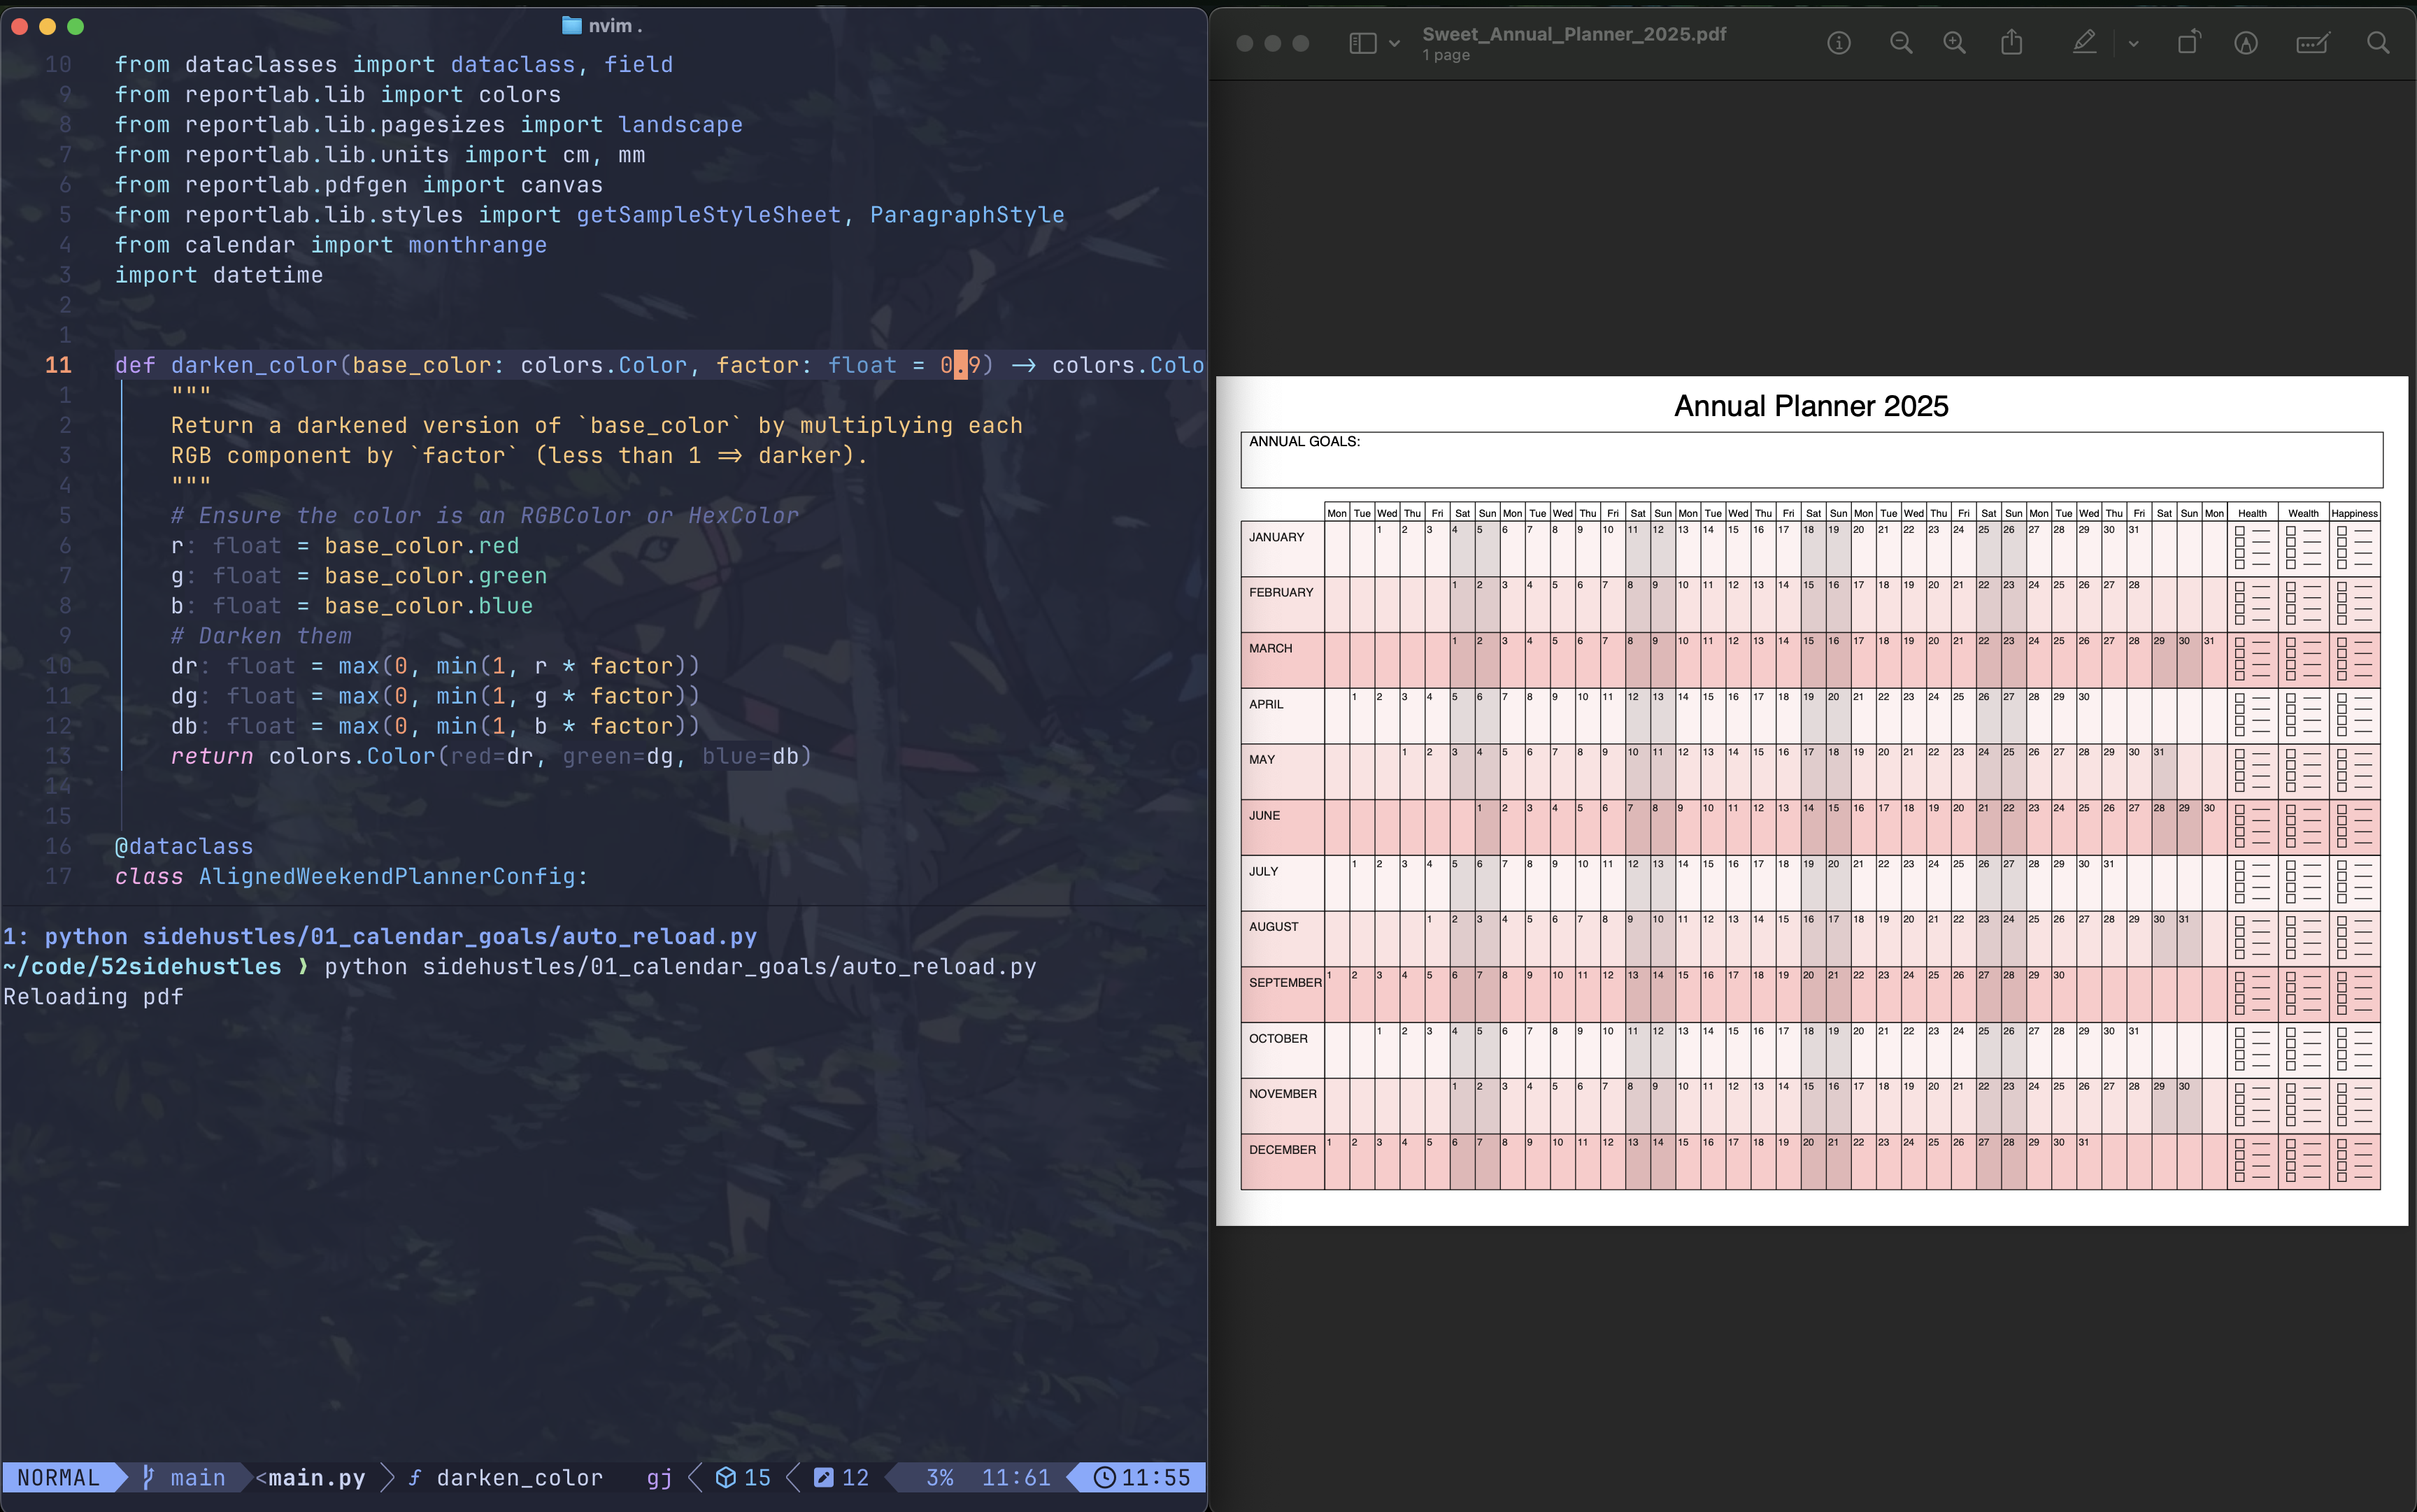 nvim .
10 from dataclasses import dataclass, field
9 from reportlab.lib import colors
8 from reportlab.lib.pagesizes import landscape
7 from reportlab.lib.units import cm, mm
6 from reportlab.pdfgen import canvas
5 from reportlab.lib.styles import getSampleStyleSheet, ParagraphStyle
4 from calendar import monthrange
3 import datetime
2
1
11 def darken_color(base_color: colors.Color, factor: float = 0.9) -> colors.Colo
1 """
2 Return a darkened version of `base_color` by multiplying each
3 RGB component by `factor` (less than 1 => darker).
4 """
5 # Ensure the color is an RGBColor or HexColor
6 r: float = base_color.red
7 g: float = base_color.green
8 b: float = base_color.blue
9 # Darken them
10 dr: float = max(0, min(1, r * factor))
11 dg: float = max(0, min(1, g * factor))
12 db: float = max(0, min(1, b * factor))
13 return colors.Color(red=dr, green=dg, blue=db)
14
15
16 @dataclass
17 class AlignedWeekendPlannerConfig:
1: python sidehustles/01_calendar_goals/auto_reload.py
~/code/52sidehustles ❯ python sidehustles/01_calendar_goals/auto_reload.py
Reloading pdf
NORMAL main <main.py f darken_color gj 15 12 3% 11:61 11:55
Sweet_Annual_Planner_2025.pdf
1 page
Annual Planner 2025
ANNUAL GOALS:
Mon Tue Wed Thu Fri Sat Sun Mon Tue Wed Thu Fri Sat Sun Mon Tue Wed Thu Fri Sat Sun Mon Tue Wed Thu Fri Sat Sun Mon Tue Wed Thu Fri Sat Sun Mon Health Wealth Happiness
JANUARY 1 2 3 4 5 6 7 8 9 10 11 12 13 14 15 16 17 18 19 20 21 22 23 24 25 26 27 28 29 30 31
FEBRUARY 1 2 3 4 5 6 7 8 9 10 11 12 13 14 15 16 17 18 19 20 21 22 23 24 25 26 27 28
MARCH 1 2 3 4 5 6 7 8 9 10 11 12 13 14 15 16 17 18 19 20 21 22 23 24 25 26 27 28 29 30 31
APRIL 1 2 3 4 5 6 7 8 9 10 11 12 13 14 15 16 17 18 19 20 21 22 23 24 25 26 27 28 29 30
MAY 1 2 3 4 5 6 7 8 9 10 11 12 13 14 15 16 17 18 19 20 21 22 23 24 25 26 27 28 29 30 31
JUNE 1 2 3 4 5 6 7 8 9 10 11 12 13 14 15 16 17 18 19 20 21 22 23 24 25 26 27 28 29 30
JULY 1 2 3 4 5 6 7 8 9 10 11 12 13 14 15 16 17 18 19 20 21 22 23 24 25 26 27 28 29 30 31
AUGUST 1 2 3 4 5 6 7 8 9 10 11 12 13 14 15 16 17 18 19 20 21 22 23 24 25 26 27 28 29 30 31
SEPTEMBER 1 2 3 4 5 6 7 8 9 10 11 12 13 14 15 16 17 18 19 20 21 22 23 24 25 26 27 28 29 30
OCTOBER 1 2 3 4 5 6 7 8 9 10 11 12 13 14 15 16 17 18 19 20 21 22 23 24 25 26 27 28 29 30 31
NOVEMBER 1 2 3 4 5 6 7 8 9 10 11 12 13 14 15 16 17 18 19 20 21 22 23 24 25 26 27 28 29 30
DECEMBER 1 2 3 4 5 6 7 8 9 10 11 12 13 14 15 16 17 18 19 20 21 22 23 24 25 26 27 28 29 30 31